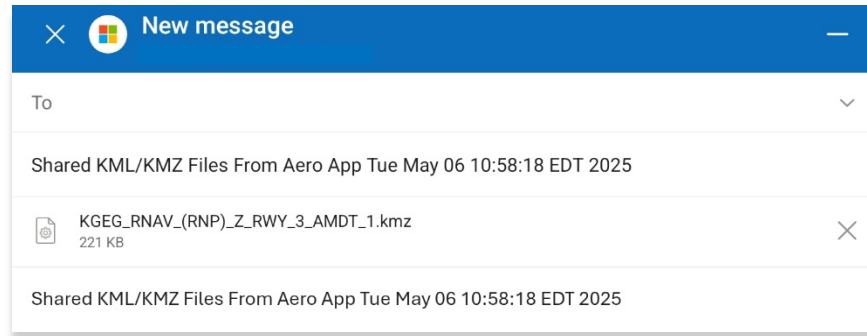 New message
To
Shared KML/KMZ Files From Aero App Tue May 06 10:58:18 EDT 2025
KGEG_RNAV_(RNP)_Z_RWY_3_AMDT_1.kmz
221 KB
Shared KML/KMZ Files From Aero App Tue May 06 10:58:18 EDT 2025